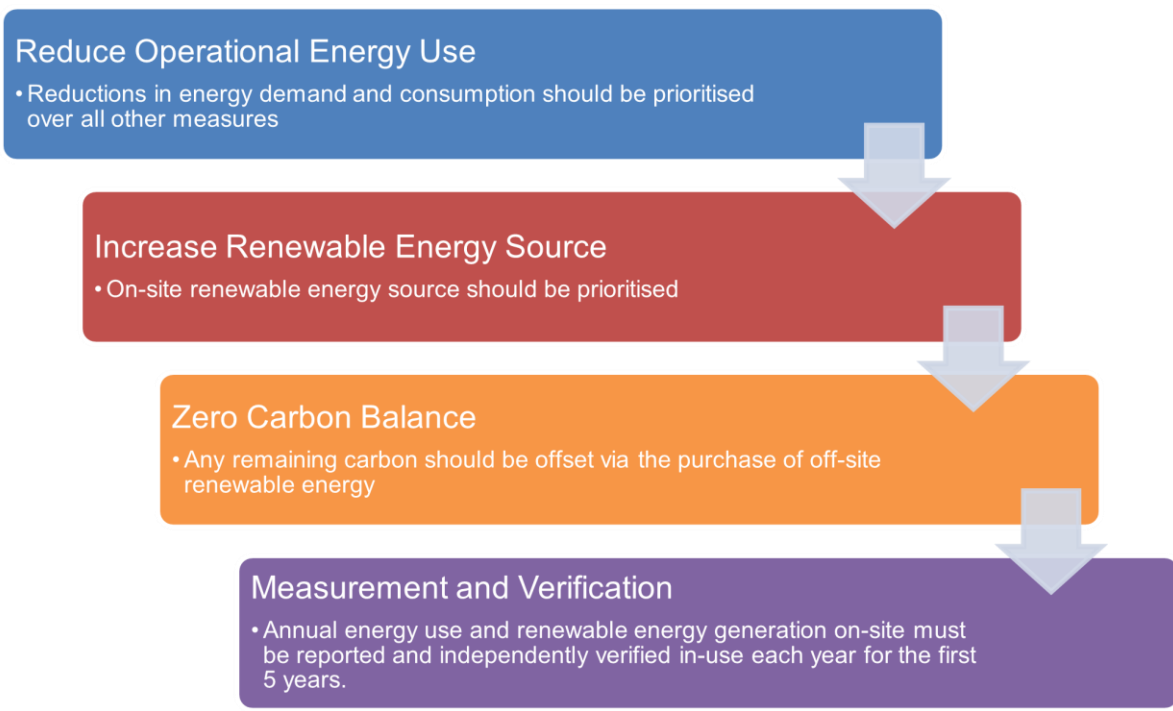 Reduce Operational Energy Use
• Reductions in energy demand and consumption should be prioritised
over all other measures
Increase Renewable Energy Source
• On-site renewable energy source should be prioritised
Zero Carbon Balance
• Any remaining carbon should be offset via the purchase of off-site
renewable energy
Measurement and Verification
• Annual energy use and renewable energy generation on-site must
be reported and independently verified in-use each year for the first
5 years.